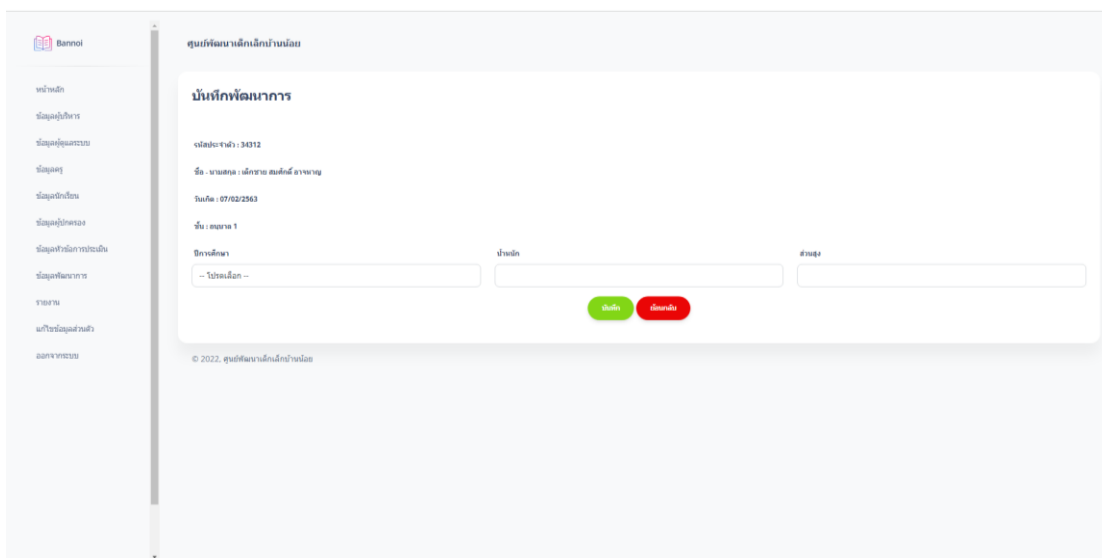 Bannoi
หน้าหลัก
ข้อมูลผู้บริหาร
ข้อมูลผู้ดูแลระบบ
ข้อมูลครู
ข้อมูลนักเรียน
ข้อมูลผู้ปกครอง
ข้อมูลหัวข้อการประเมิน
ข้อมูลพัฒนาการ
รายงาน
แก้ไขข้อมูลส่วนตัว
ออกจากระบบ
ศูนย์พัฒนาเด็กเล็กบ้านน้อย
บันทึกพัฒนาการ
รหัสประจำตัว : 34312
ชื่อ - นามสกุล : เด็กชาย สมศักดิ์ อาจหาญ
วันเกิด : 07/02/2563
ชั้น : อนุบาล 1
ปีการศึกษา น้ำหนัก ส่วนสูง
-- โปรดเลือก --
บันทึก ย้อนกลับ
© 2022, ศูนย์พัฒนาเด็กเล็กบ้านน้อย